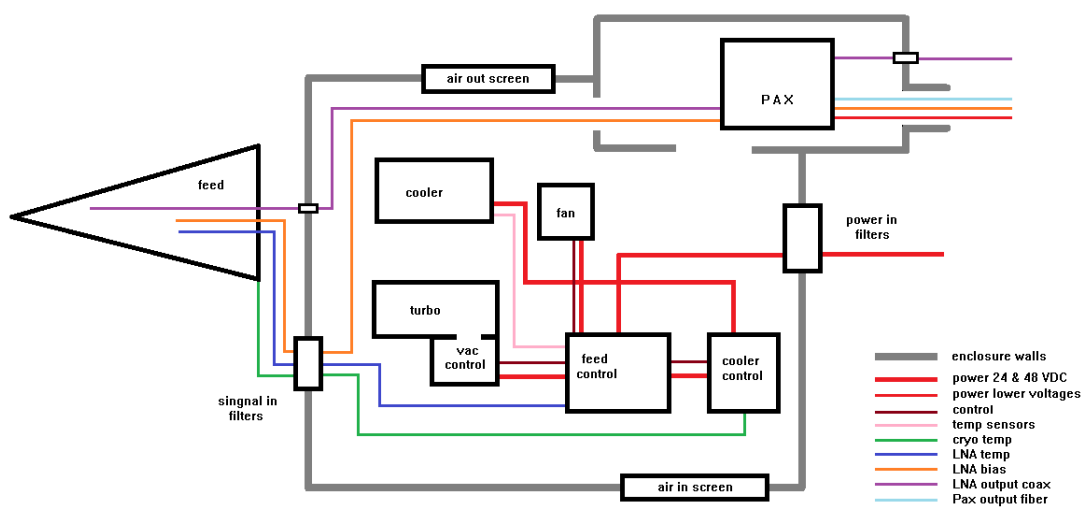 air out screen
PAX
feed
cooler
fan
power in
filters
turbo
vac
control
feed
control
cooler
control
singnal in
filters
air in screen
enclosure walls
power 24 & 48 VDC
power lower voltages
control
temp sensors
cryo temp
LNA temp
LNA bias
LNA output coax
Pax output fiber